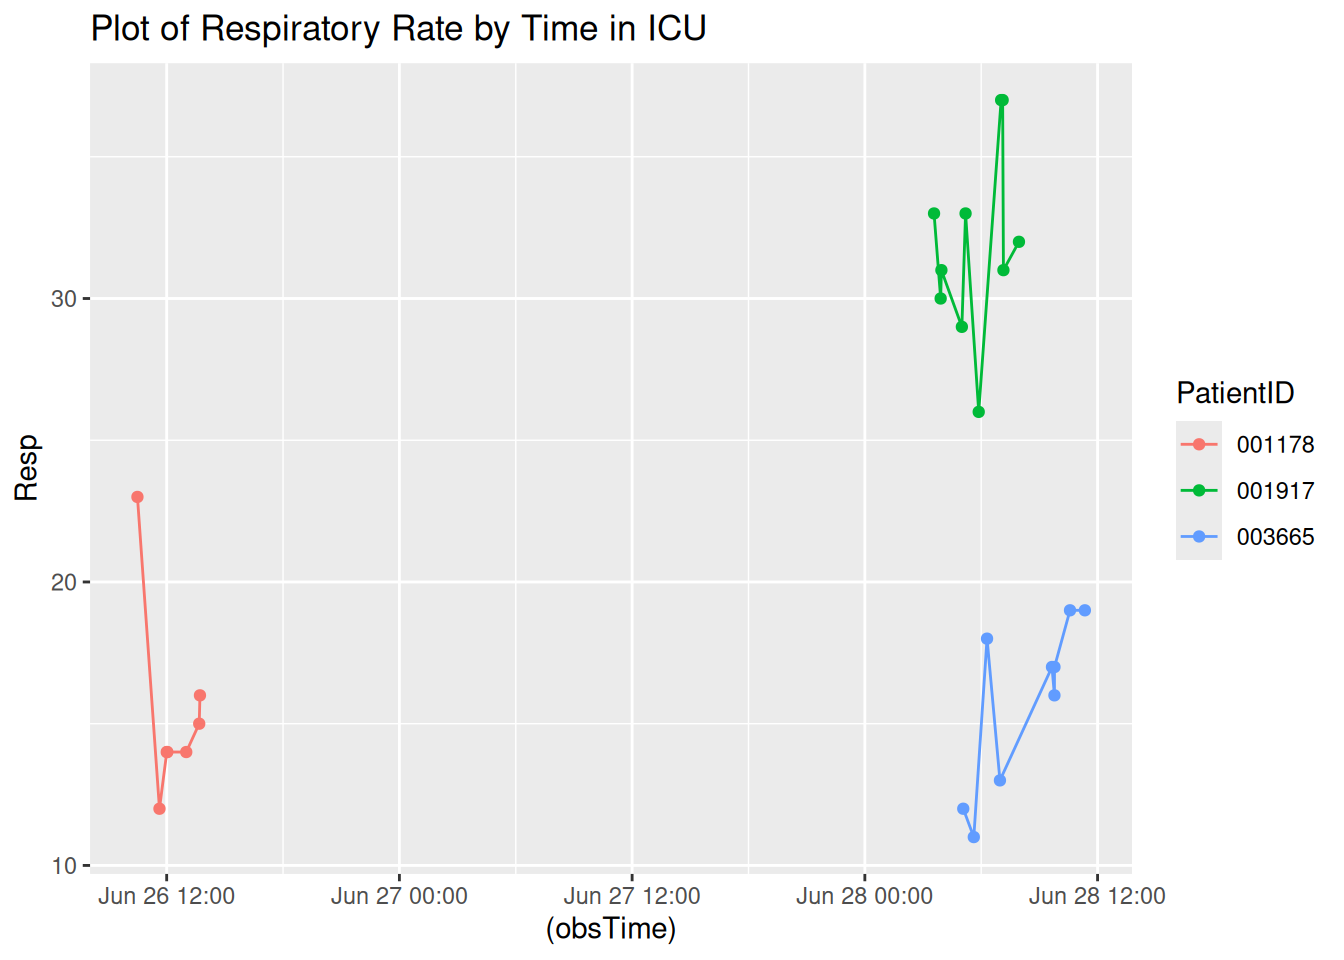 Plot of Respiratory Rate by Time in ICU
Resp
30
20
10
Jun 26 12:00 Jun 27 00:00 Jun 27 12:00 Jun 28 00:00 Jun 28 12:00
(obsTime)
PatientID
001178
001917
003665